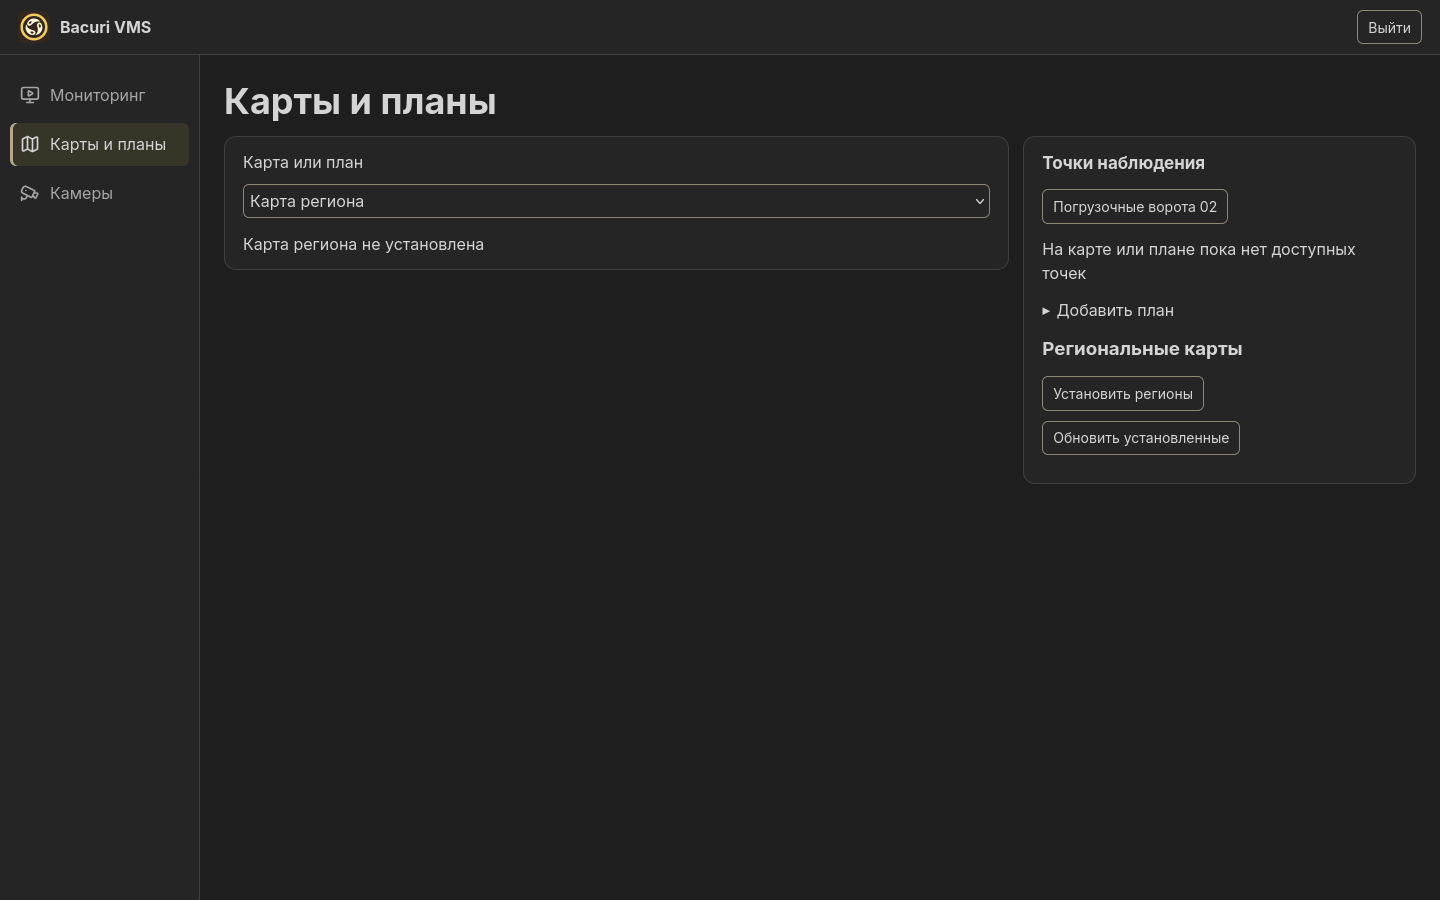 Bacuri VMS
Выйти
Мониторинг
Карты и планы
Камеры
Карты и планы
Карта или план
Карта региона
Карта региона не установлена
Точки наблюдения
Погрузочные ворота 02
На карте или плане пока нет доступных
точек
Добавить план
Региональные карты
Установить регионы
Обновить установленные